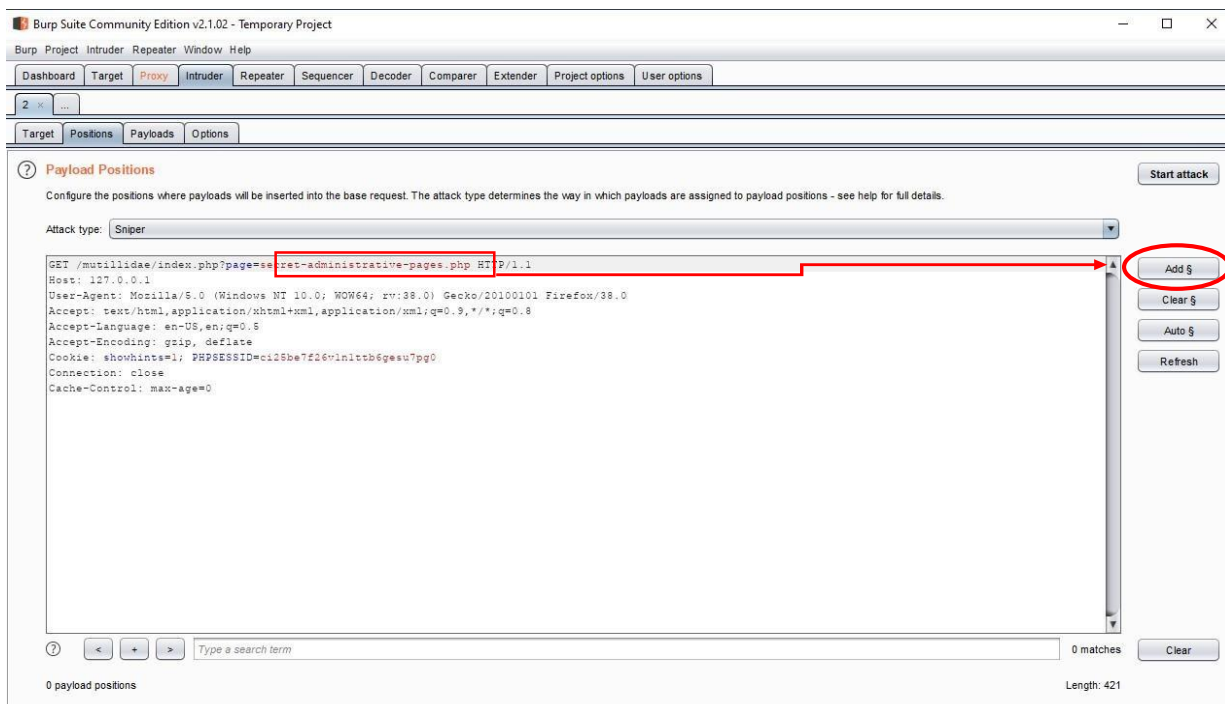 Burp Suite Community Edition v2.1.02 - Temporary Project
Burp Project Intruder Repeater Window Help
Dashboard Target Proxy Intruder Repeater Sequencer Decoder Comparer Extender Project options User options
2 × ...
Target Positions Payloads Options
? Payload Positions
Start attack
Configure the positions where payloads will be inserted into the base request. The attack type determines the way in which payloads are assigned to payload positions - see help for full details.
Attack type: Sniper
GET /mutillidae/index.php?page=secret-administrative-pages.php HTTP/1.1
Add §
Host: 127.0.0.1
User-Agent: Mozilla/5.0 (Windows NT 10.0; WOW64; rv:38.0) Gecko/20100101 Firefox/38.0
Clear §
Accept: text/html,application/xhtml+xml,application/xml;q=0.9,*/*;q=0.8
Accept-Language: en-US,en;q=0.5
Auto §
Accept-Encoding: gzip, deflate
Cookie: showhints=1; PHPSESSID=ci25be7f26v1n1ttb6gesu7pg0
Refresh
Connection: close
Cache-Control: max-age=0
? < + > Type a search term 0 matches Clear
0 payload positions Length: 421